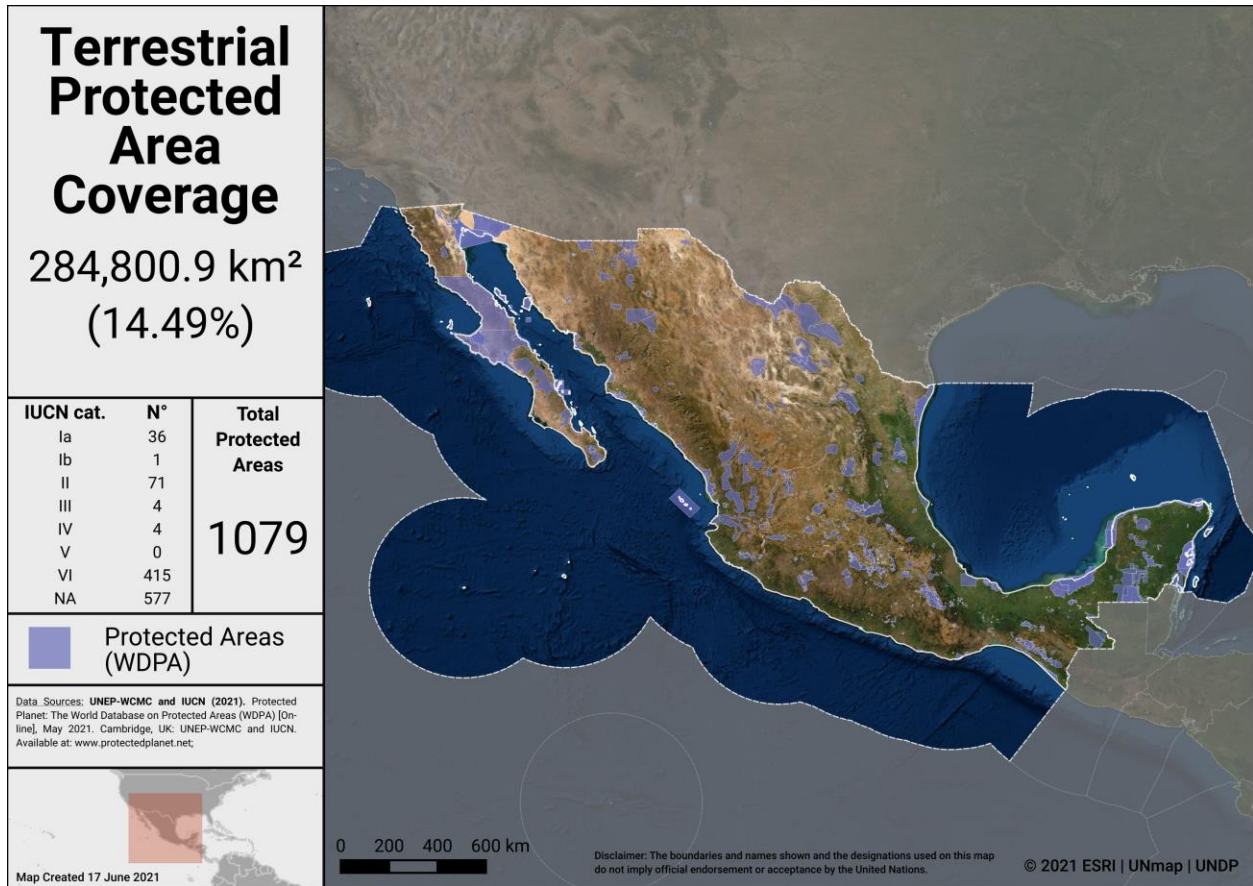 Terrestrial
Protected
Area
Coverage
284,800.9 km²
(14.49%)
IUCN cat. N°
Ia 36
Ib 1
II 71
III 4
IV 4
V 0
VI 415
NA 577
Total
Protected
Areas
1079
Protected Areas
(WDPA)
Data Sources: UNEP-WCMC and IUCN (2021). Protected
Planet: The World Database on Protected Areas (WDPA) [On-
line], May 2021. Cambridge, UK: UNEP-WCMC and IUCN.
Available at: www.protectedplanet.net;
Map Created 17 June 2021
0 200 400 600 km
Disclaimer: The boundaries and names shown and the designations used on this map
do not imply official endorsement or acceptance by the United Nations.
© 2021 ESRI | UNmap | UNDP